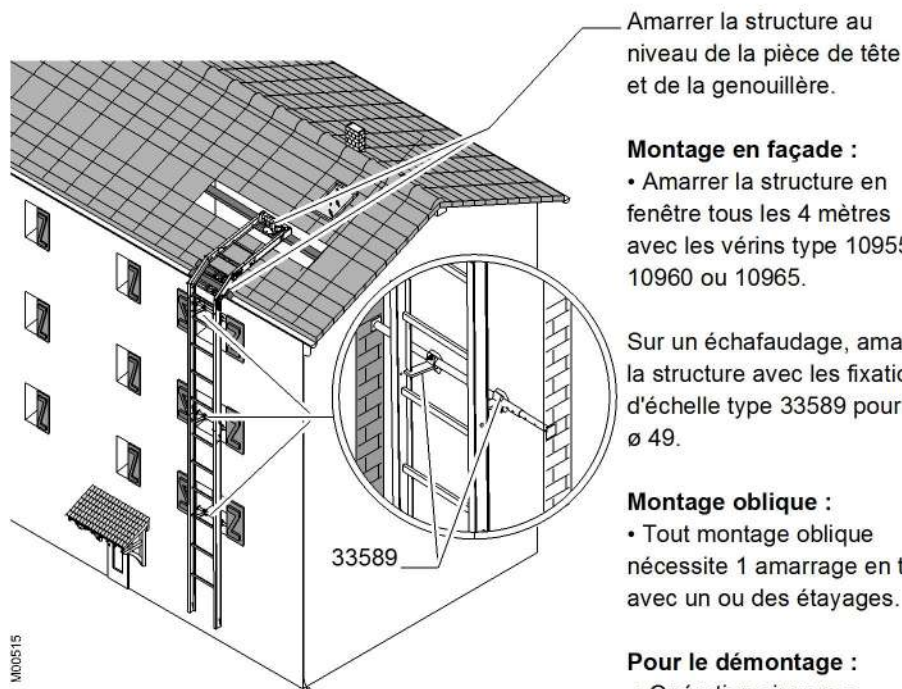 Amarrer la structure au
niveau de la pièce de tête
et de la genouillère.
Montage en façade :
• Amarrer la structure en
fenêtre tous les 4 mètres
avec les vérins type 10955
10960 ou 10965.
Sur un échafaudage,
la structure avec les
d'échelle type 33589 pour
ø 49.
Montage oblique :
• Tout montage oblique
nécessite 1 amarrage en
avec un ou des étayages.
Pour le démontage :
33589
M00515